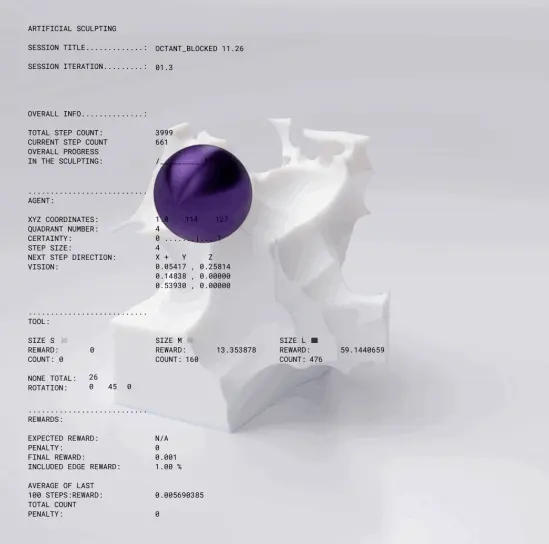 ARTIFICIAL SCULPTING
SESSION TITLE.............: OCTANT_BLOCKED 11.26
SESSION ITERATION.........: 01.3
OVERALL INFO..............:
TOTAL STEP COUNT: 3999
CURRENT STEP COUNT 661
OVERALL PROGRESS
IN THE SCULPTING:
............................
AGENT:
XYZ COORDINATES: 114 127
QUADRANT NUMBER: 4
CERTAINTY: 0
STEP SIZE: 4
NEXT STEP DIRECTION: X + Y Z
VISION: 0.05417 , 0.25814
0.14838 , 0.00000
0.53930 , 0.00000
............................
TOOL:
SIZE S SIZE M SIZE L
REWARD: 0 REWARD: 13.353878 REWARD: 59.1440659
COUNT: 0 COUNT: 160 COUNT: 476
NONE TOTAL: 26
ROTATION: 0 45 0
............................
REWARDS:
EXPECTED REWARD: N/A
PENALTY: 0
FINAL REWARD: 0.001
INCLUDED EDGE REWARD: 1.00 %
AVERAGE OF LAST
100 STEPS:REWARD: 0.005690385
TOTAL COUNT
PENALTY: 0